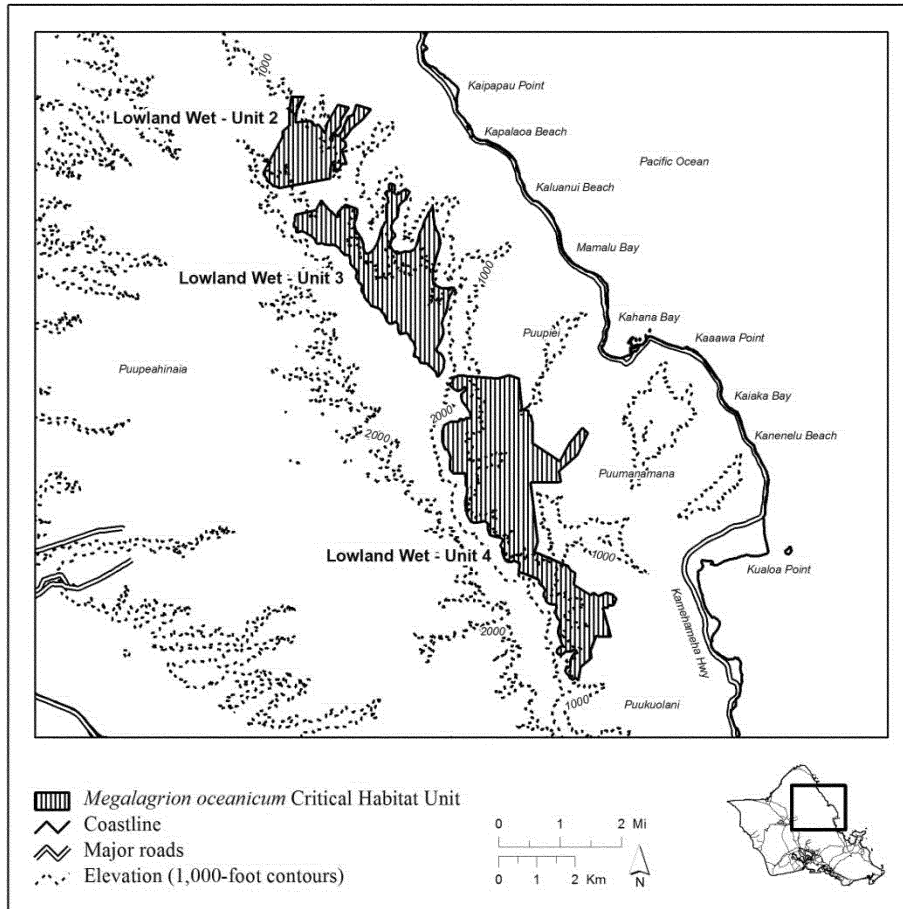 1000
Kaipapau Point
Lowland Wet - Unit 2
Kapalaoa Beach
Pacific Ocean
Kaluanui Beach
Mamalu Bay
Lowland Wet - Unit 3
1000
Kahana Bay
Puupiei
Kaaawa Point
Puupeahinaia
Kaiaka Bay
2000
2000
Kanenelu Beach
Puumanamana
Lowland Wet - Unit 4
1000
Kualoa Point
Kamehameha Hwy
2000
1000
Puukuolani
Megalagrion oceanicum Critical Habitat Unit
Coastline
Major roads
Elevation (1,000-foot contours)
0 1 2 Mi
0 1 2 Km
N